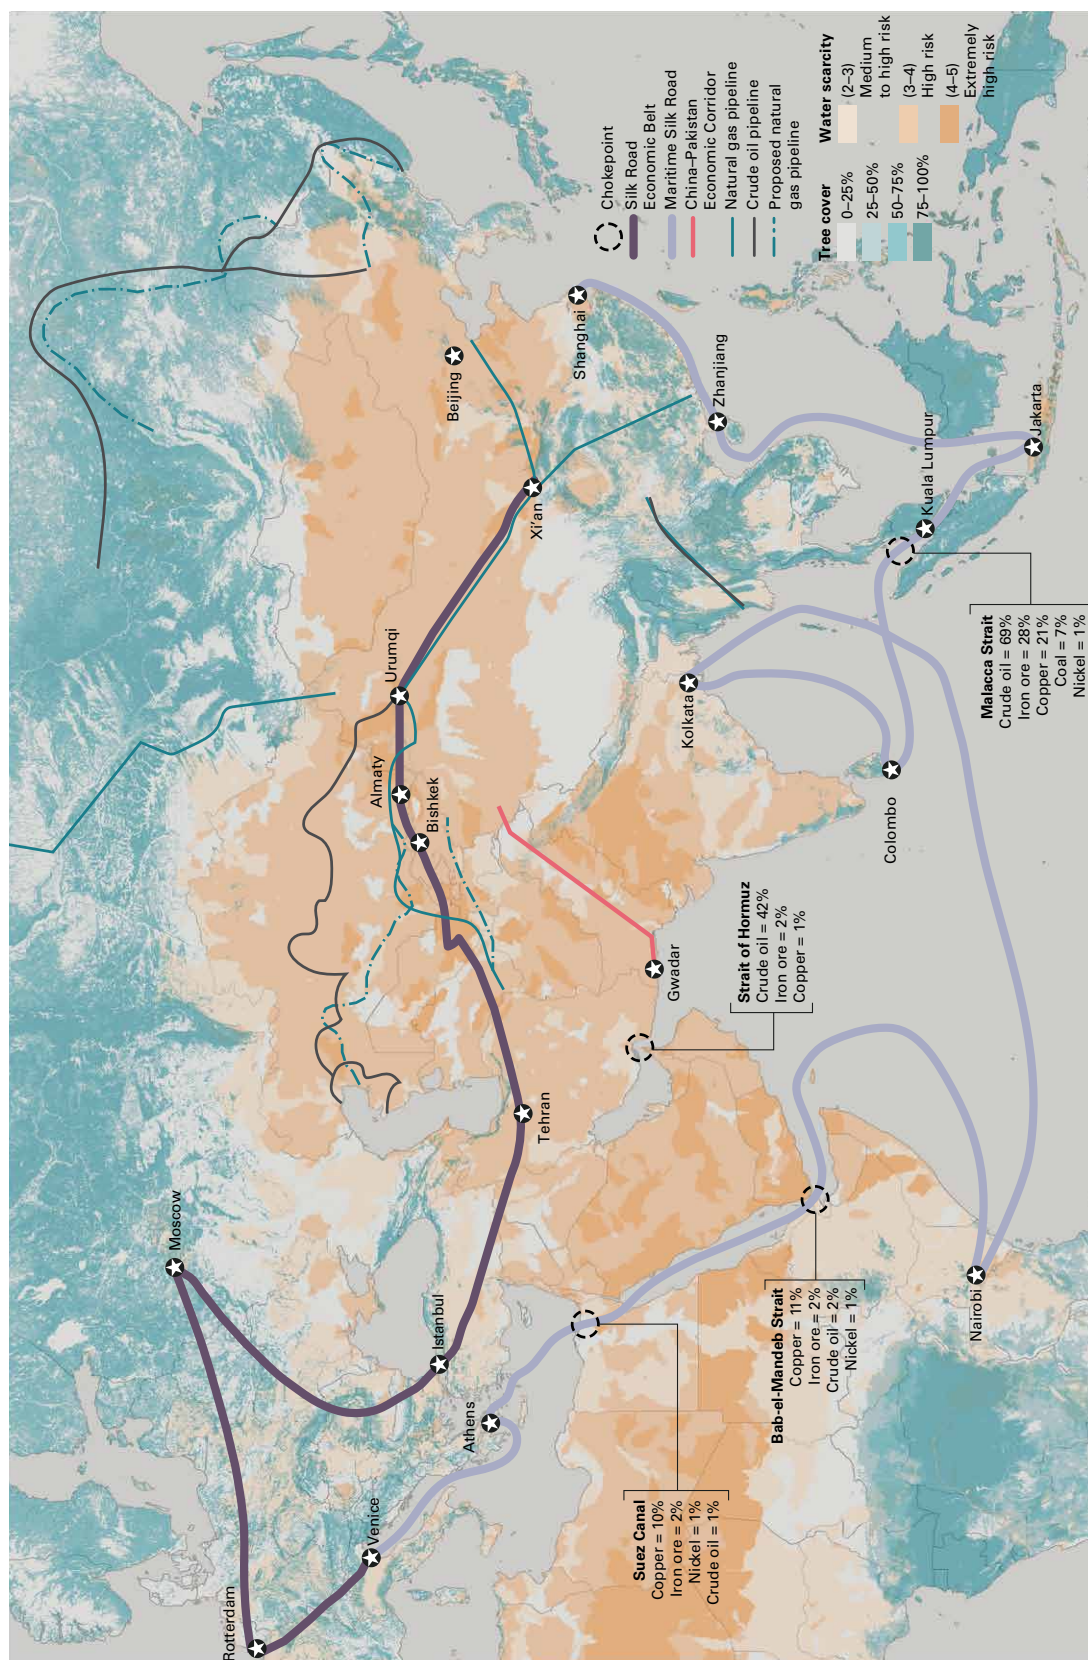 Chokepoint
Silk Road
Economic Belt
Maritime Silk Road
China–Pakistan
Economic Corridor
Natural gas pipeline
Crude oil pipeline
Proposed natural
gas pipeline
Tree cover
0–25%
25–50%
50–75%
75–100%
Water scarcity
(2–3)
Medium
to high risk
(3–4)
High risk
(4–5)
Extremely
high risk
Rotterdam
Venice
Moscow
Istanbul
Athens
Tehran
Bishkek
Almaty
Urumqi
Xi’an
Beijing
Shanghai
Zhanjiang
Gwadar
Kolkata
Colombo
Kuala Lumpur
Jakarta
Nairobi
Suez Canal
Copper = 10%
Iron ore = 2%
Nickel = 1%
Crude oil = 1%
Bab-el-Mandeb Strait
Copper = 11%
Iron ore = 2%
Crude oil = 2%
Nickel = 1%
Strait of Hormuz
Crude oil = 42%
Iron ore = 2%
Copper = 1%
Malacca Strait
Crude oil = 69%
Iron ore = 28%
Copper = 21%
Coal = 7%
Nickel = 1%